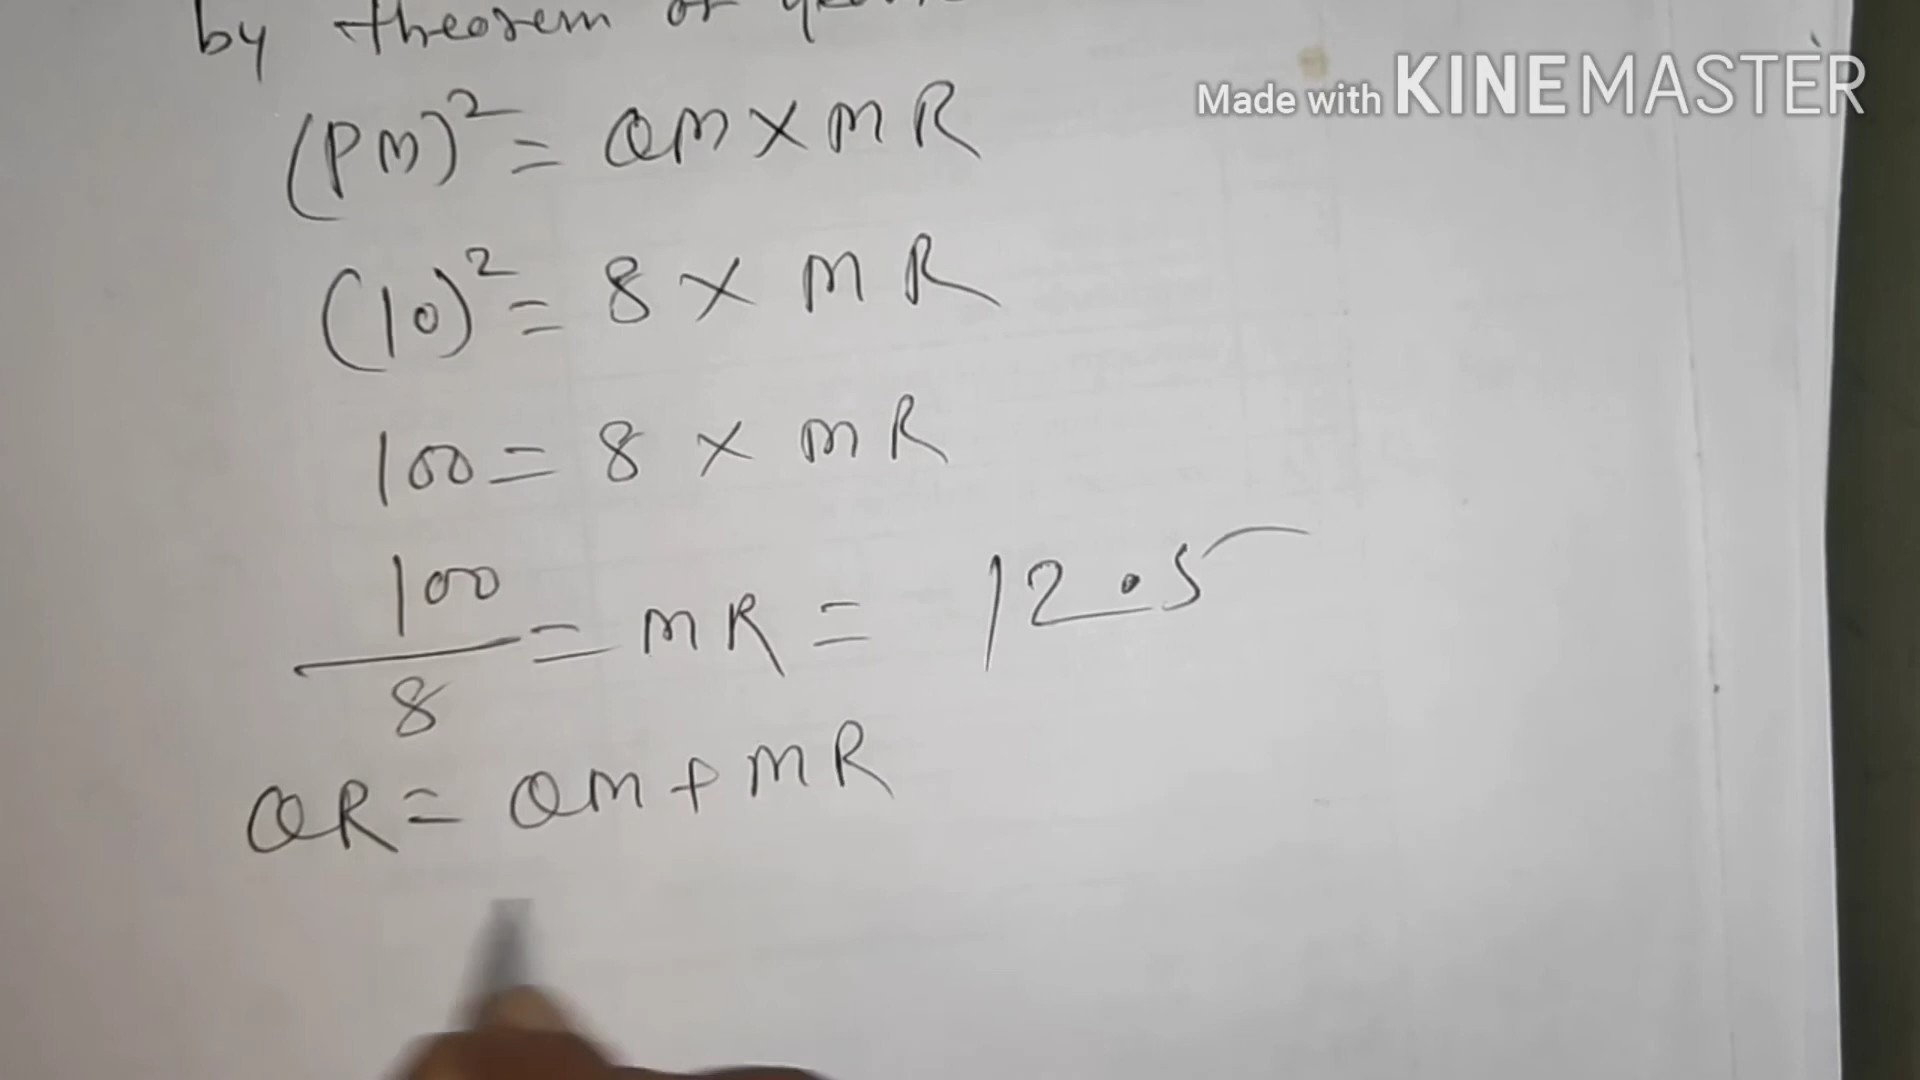 by theorem of
Made with KINEMASTER
(PM)² = QM × MR
(10)² = 8 × MR
100 = 8 × MR
100/8 = MR = 12.5
QR = QM + MR